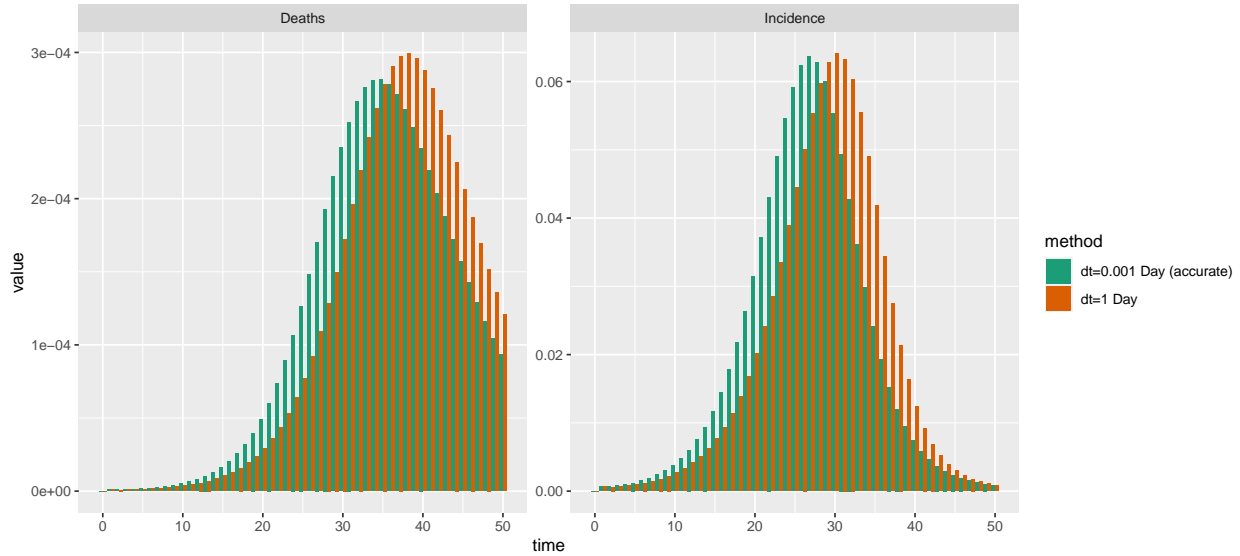 Deaths
Incidence
3e−04
2e−04
1e−04
0e+00
0.06
0.04
0.02
0.00
0 10 20 30 40 50
0 10 20 30 40 50
value
time
method
dt=0.001 Day (accurate)
dt=1 Day